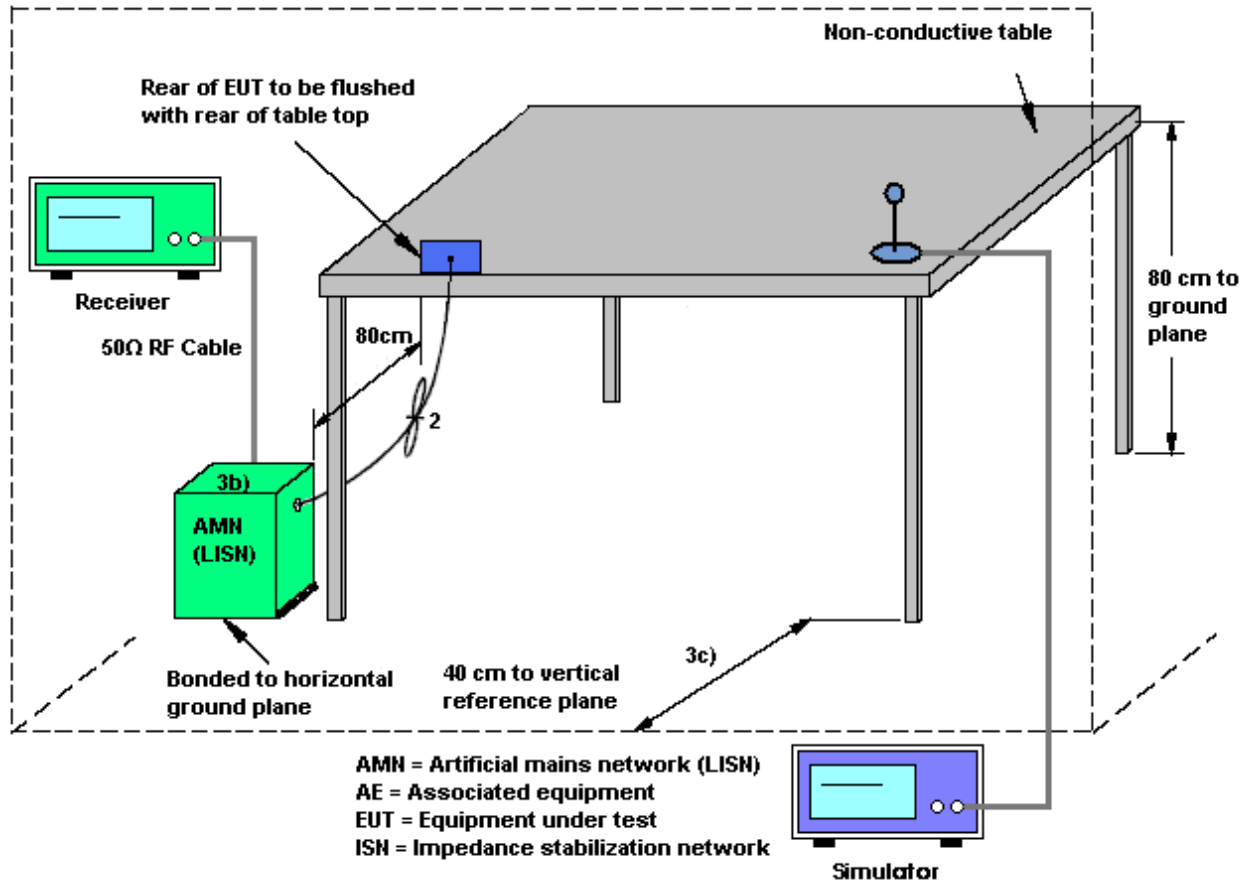 Non-conductive table
Rear of EUT to be flushed
with rear of table top
Receiver
50Ω RF Cable
80cm
2
80 cm to
ground
plane
3b)
AMN
(LISN)
Bonded to horizontal
ground plane
40 cm to vertical
reference plane
3c)
AMN = Artificial mains network (LISN)
AE = Associated equipment
EUT = Equipment under test
ISN = Impedance stabilization network
Simulator